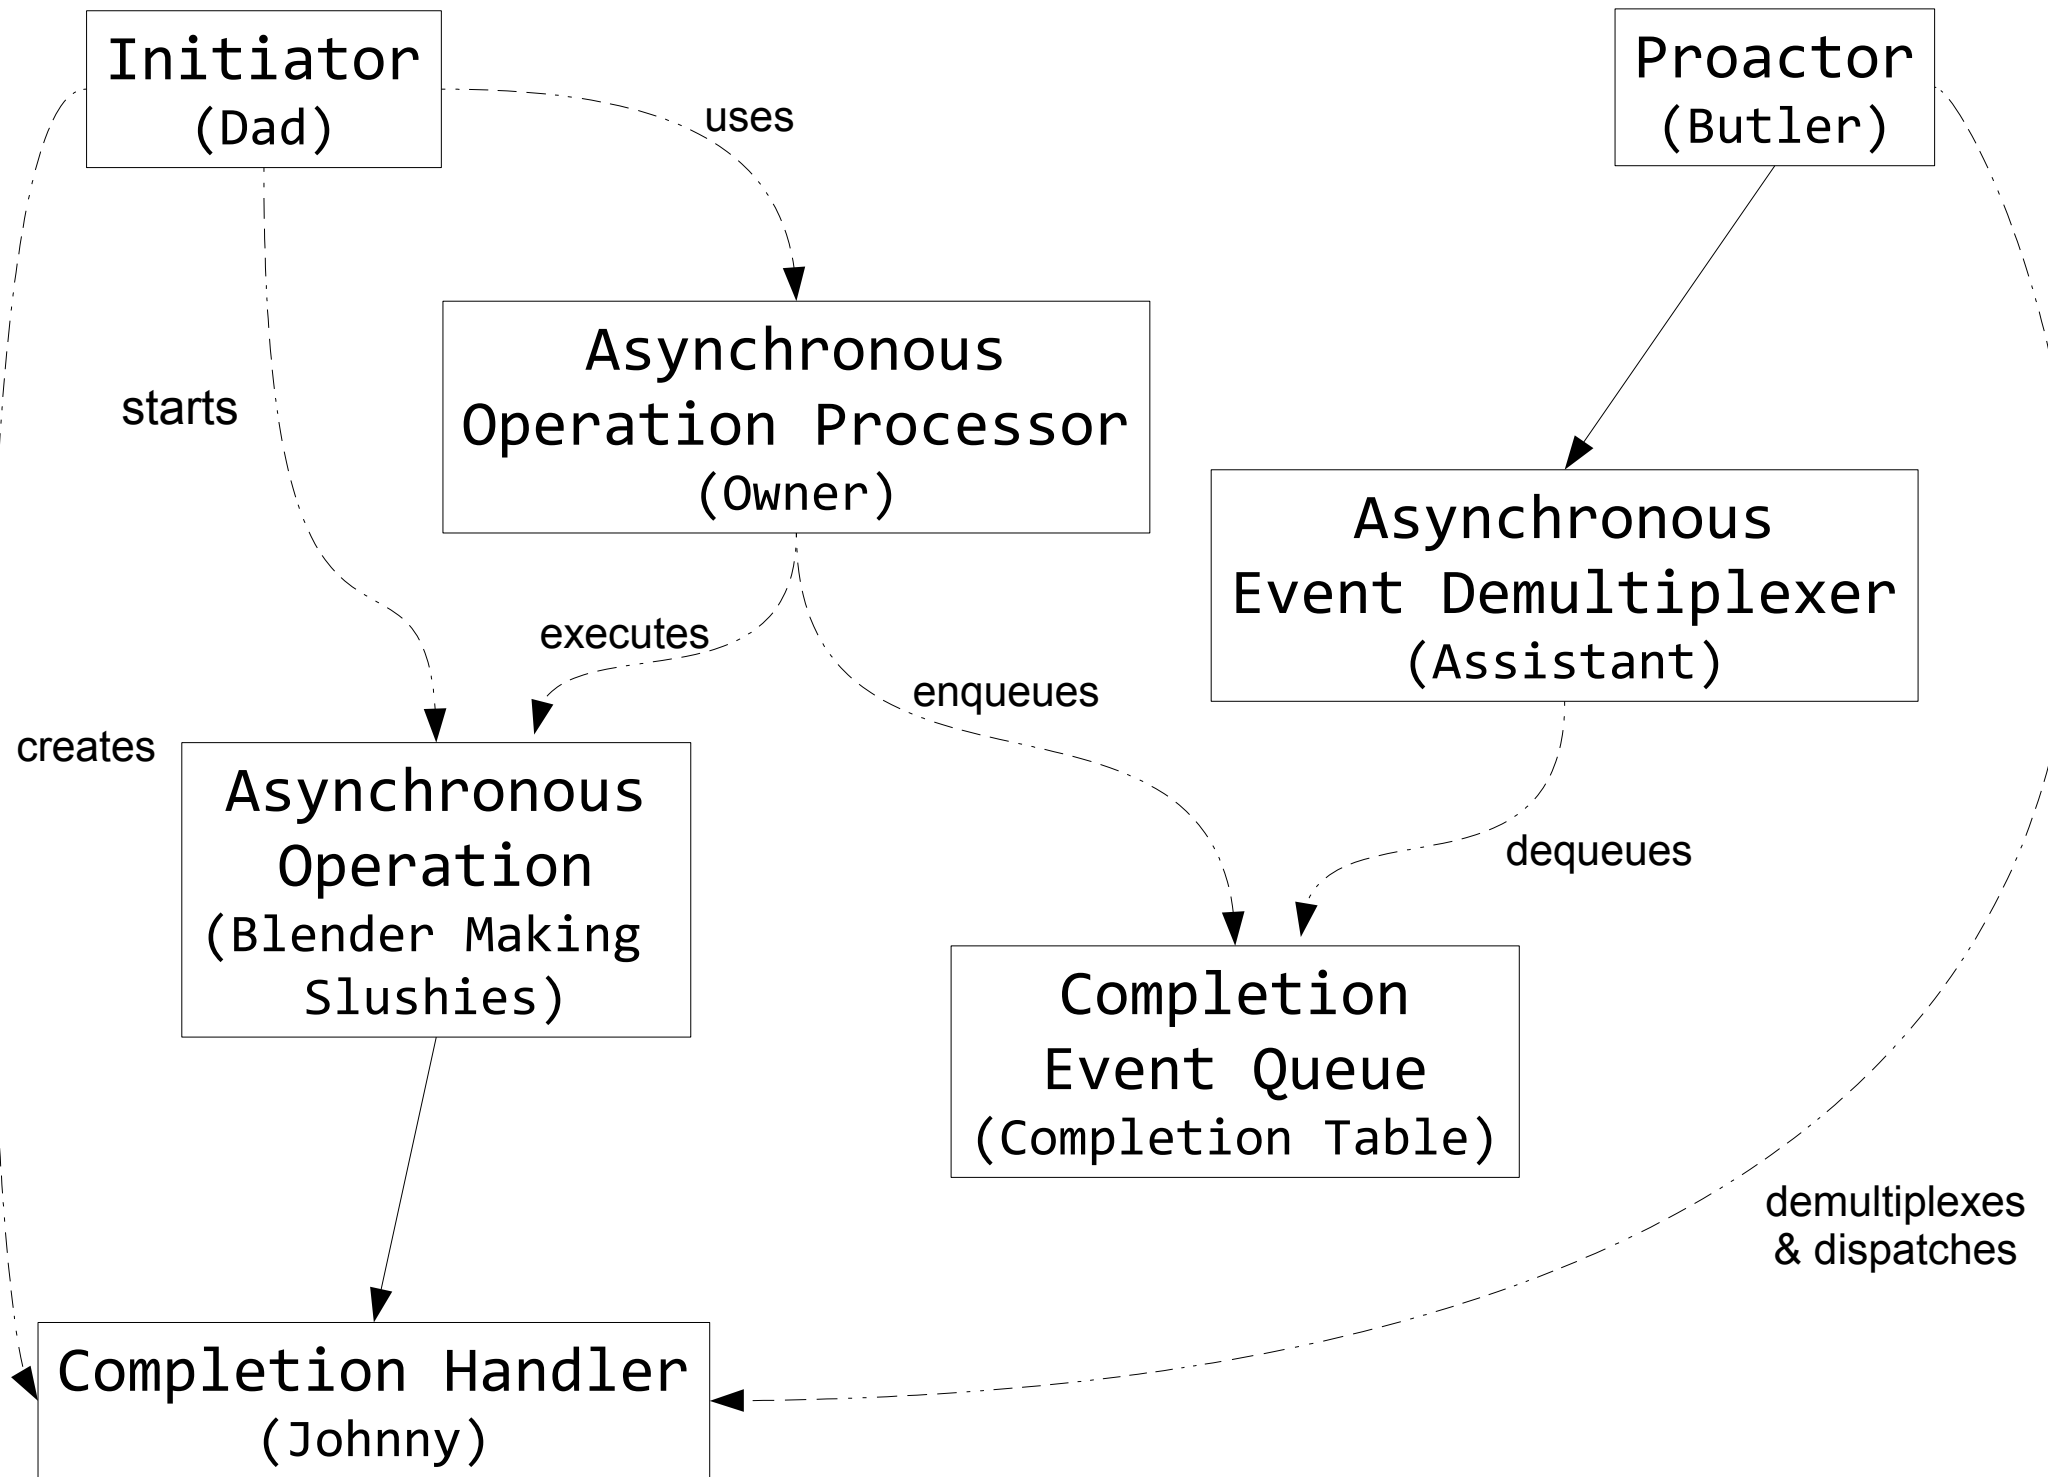 Initiator
(Dad)
Proactor
(Butler)
uses
Asynchronous
Operation Processor
(Owner)
starts
Asynchronous
Event Demultiplexer
(Assistant)
executes
enqueues
creates
Asynchronous
Operation
(Blender Making
Slushies)
dequeues
Completion
Event Queue
(Completion Table)
demultiplexes
& dispatches
Completion Handler
(Johnny)